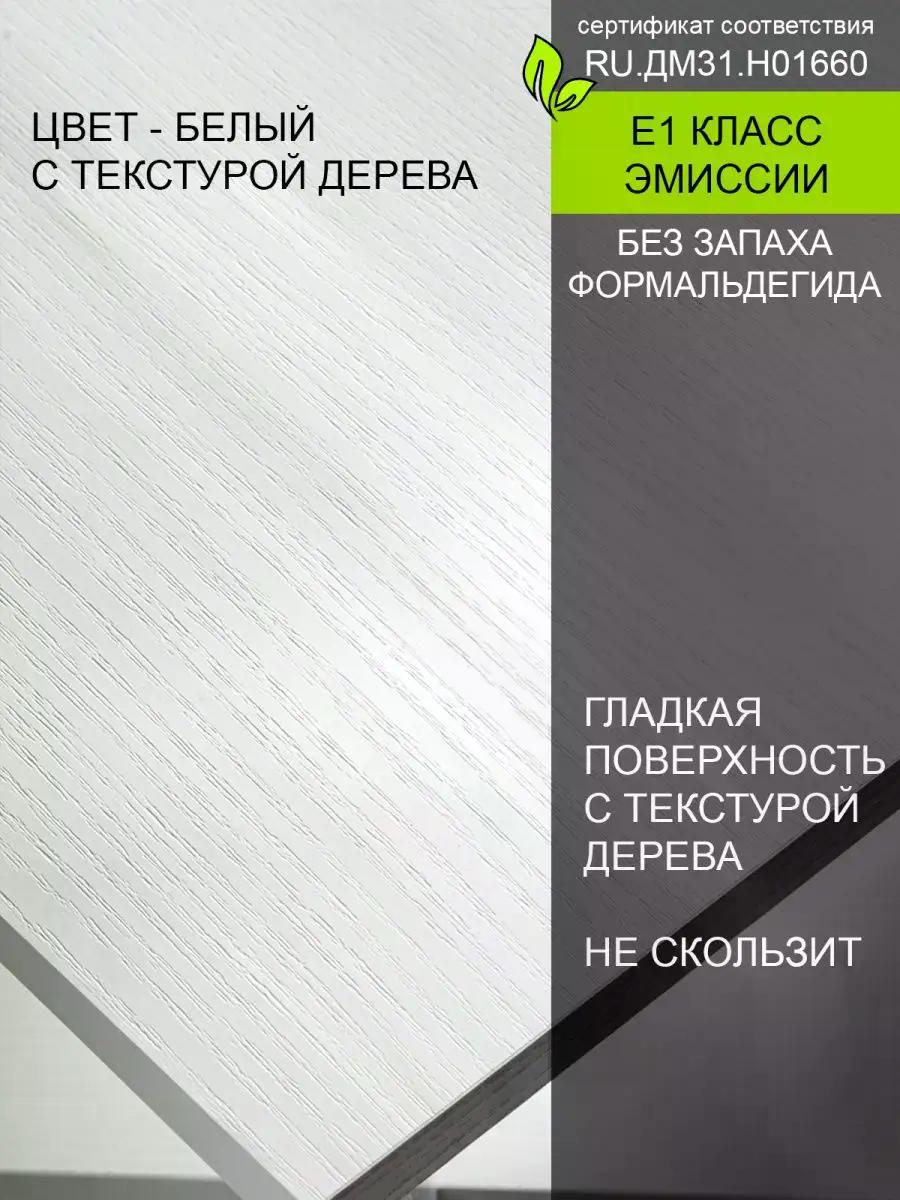 ЦВЕТ - БЕЛЫЙ
С ТЕКСТУРОЙ ДЕРЕВА
сертификат соответствия
RU.ДМ31.Н01660
Е1 КЛАСС
ЭМИССИИ
БЕЗ ЗАПАХА
ФОРМАЛЬДЕГИДА
ГЛАДКАЯ
ПОВЕРХНОСТЬ
С ТЕКСТУРОЙ
ДЕРЕВА
НЕ СКОЛЬЗИТ